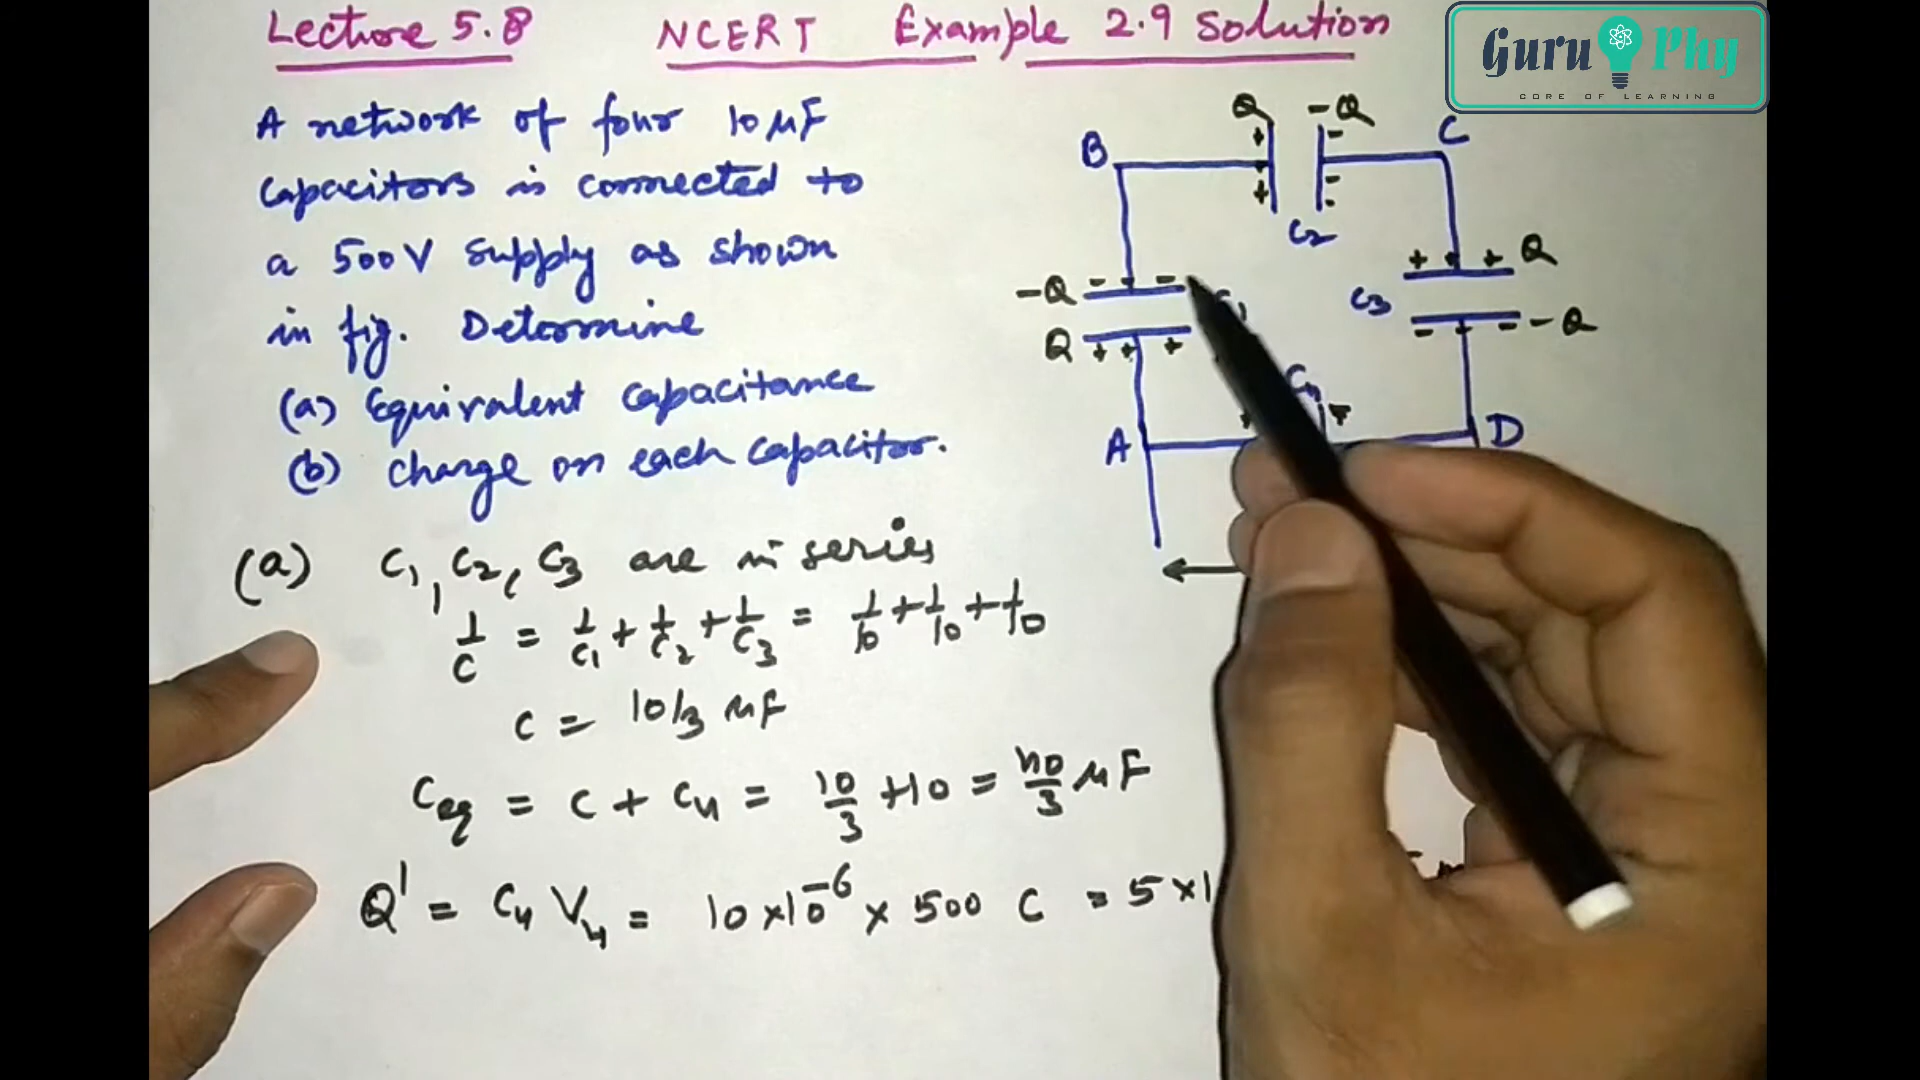 Lecture 5.8 NCERT Example 2.9 Solution
Guru Phy
CORE OF LEARNING
A network of four 10 μF
capacitors is connected to
a 500V supply as shown
in fig. Determine
(a) Equivalent capacitance
(b) Charge on each capacitor.
Q -Q
B C
C2
-Q - - -
Q + + +
+ + + Q
C3
- - - -Q
A D
(a) C1, C2, C3 are in series
1/C = 1/C1 + 1/C2 + 1/C3 = 1/10 + 1/10 + 1/10
C = 10/3 μF
Ceq = C + C4 = 10/3 + 10 = 40/3 μF
Q' = C4 V4 = 10 × 10^-6 × 500 C = 5 × 1